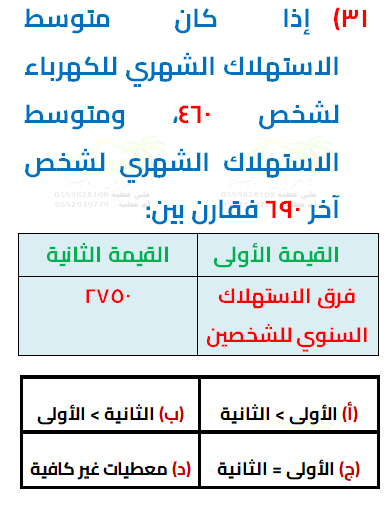 ٣١) إذا كان متوسط
الاستهلاك الشهري للكهرباء
لشخص ٤٦٠، ومتوسط
الاستهلاك الشهري لشخص
آخر ٦٩٠ فقارن بين:
القيمة الأولى القيمة الثانية
فرق الاستهلاك السنوي للشخصين ٢٧٥٠
(أ) الأولى > الثانية (ب) الثانية > الأولى
(ج) الأولى = الثانية (د) معطيات غير كافية